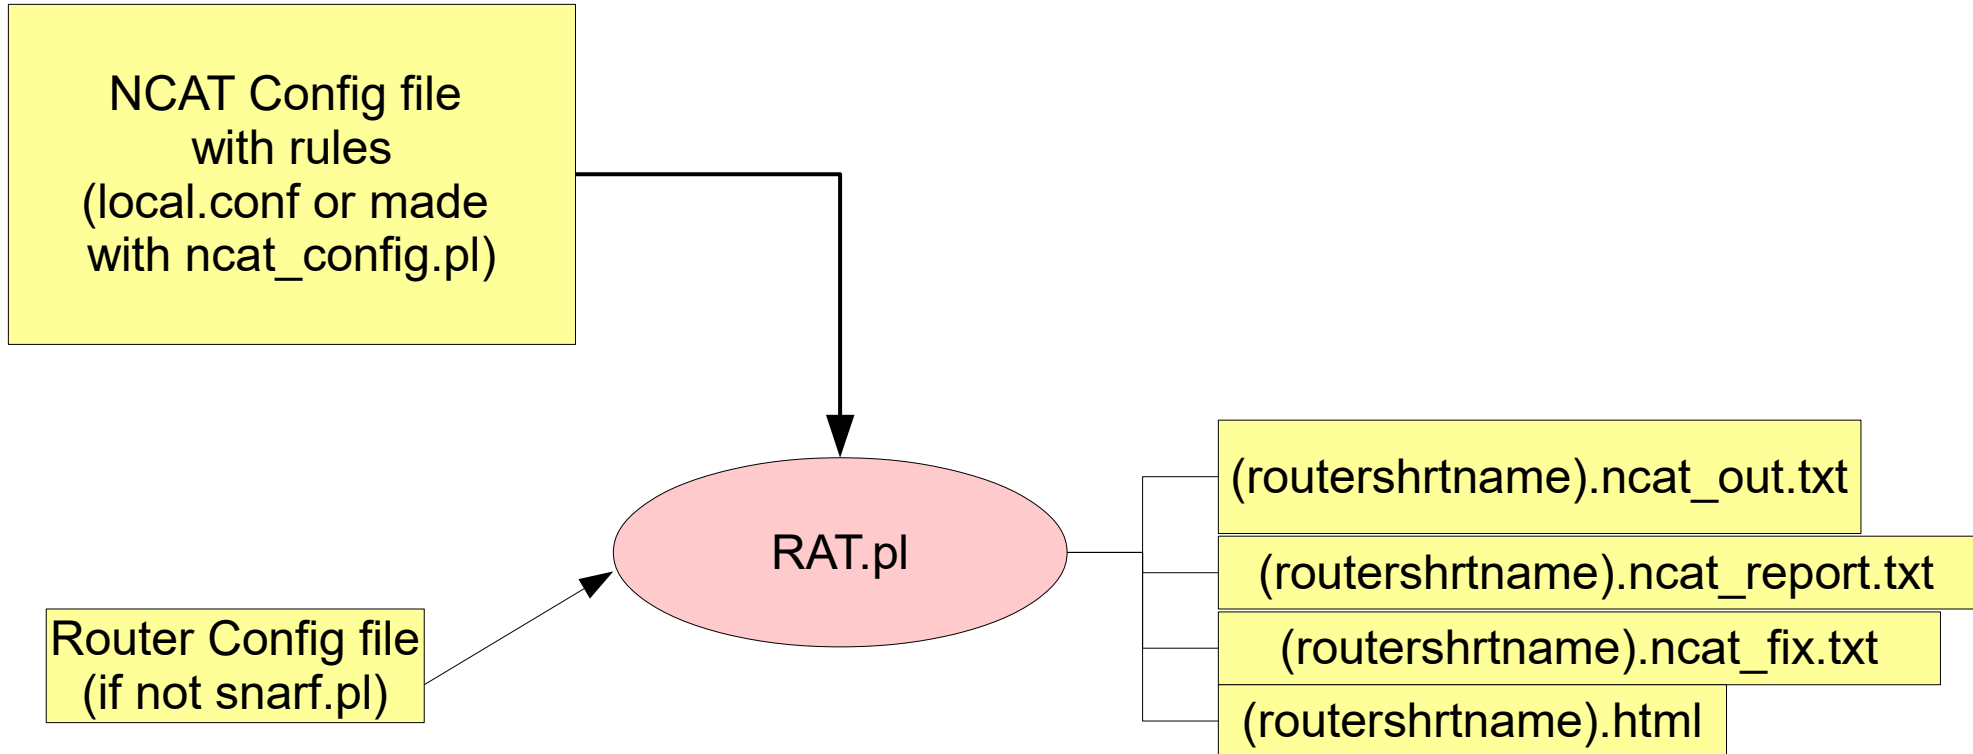 NCAT Config file
with rules
(local.conf or made
with ncat_config.pl)
RAT.pl
Router Config file
(if not snarf.pl)
(routershrtname).ncat_out.txt
(routershrtname).ncat_report.txt
(routershrtname).ncat_fix.txt
(routershrtname).html